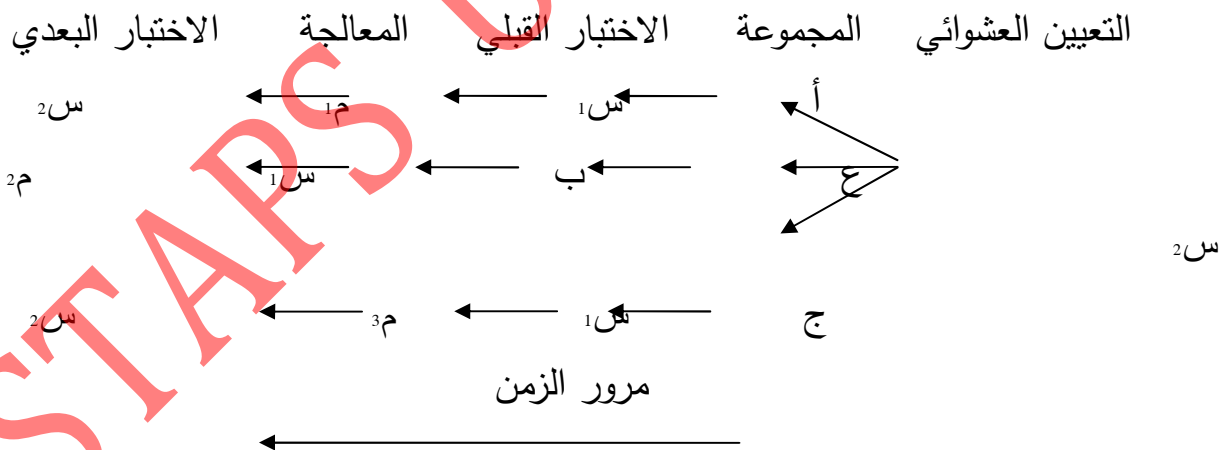 التعيين العشوائي المجموعة الاختبار القبلي المعالجة الاختبار البعدي
أ س1 م1 س2
ع ب س1 م2
س2
ج س1 م3 س2
مرور الزمن
STAPS